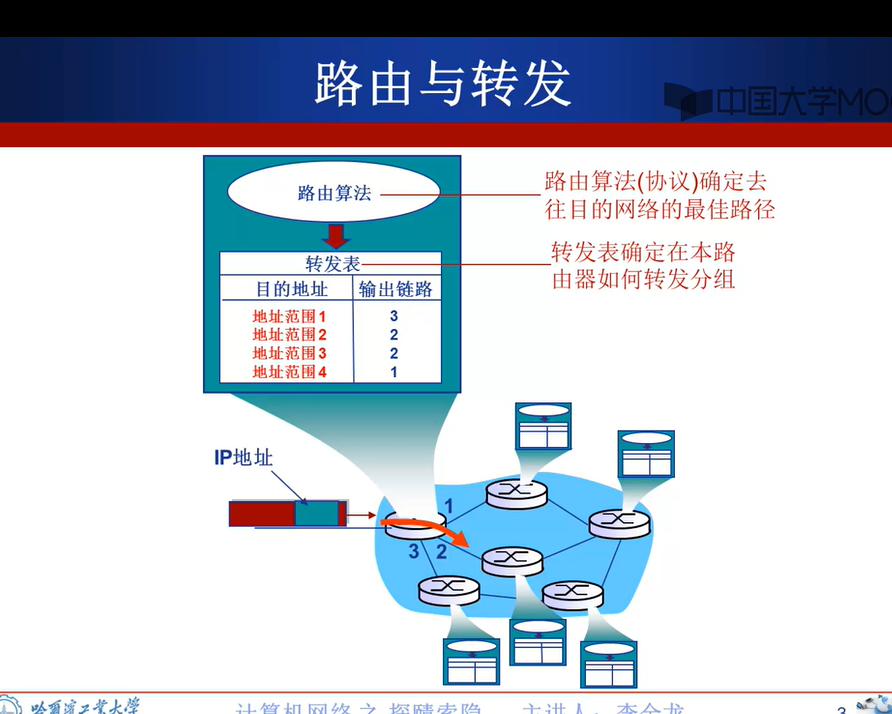 路由与转发
中国大学MO
路由算法
路由算法(协议)确定去
往目的网络的最佳路径
转发表
转发表确定在本路
由器如何转发分组
目的地址 输出链路
地址范围1 3
地址范围2 2
地址范围3 2
地址范围4 1
IP地址
1
3 2
哈尔滨工业大学
计算机网络之 探赜索隐 主讲人：李全龙
3